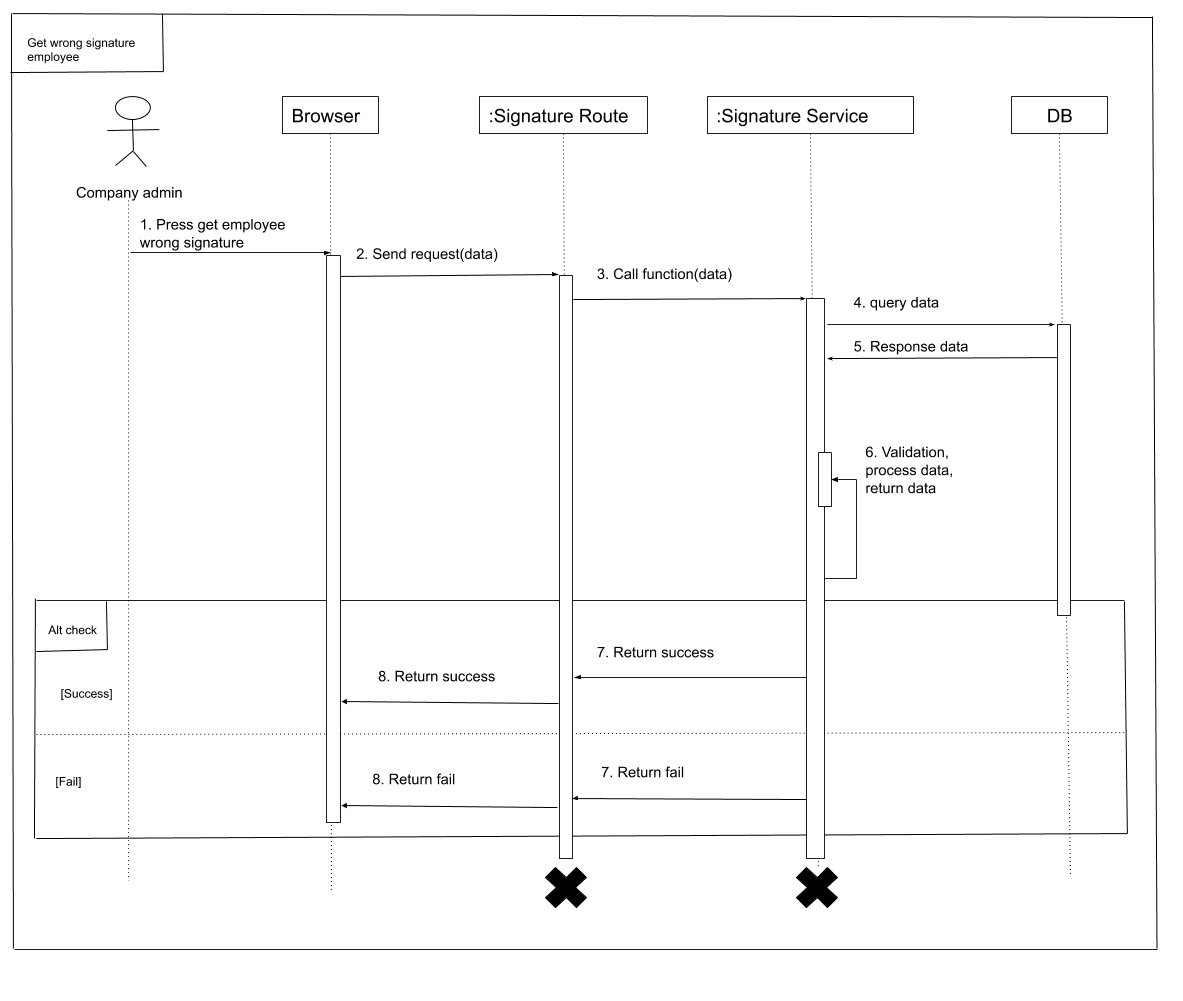 Get wrong signature
employee
Browser
:Signature Route
:Signature Service
DB
Company admin
1. Press get employee
wrong signature
2. Send request(data)
3. Call function(data)
4. query data
5. Response data
6. Validation,
process data,
return data
Alt check
7. Return success
8. Return success
[Success]
7. Return fail
8. Return fail
[Fail]